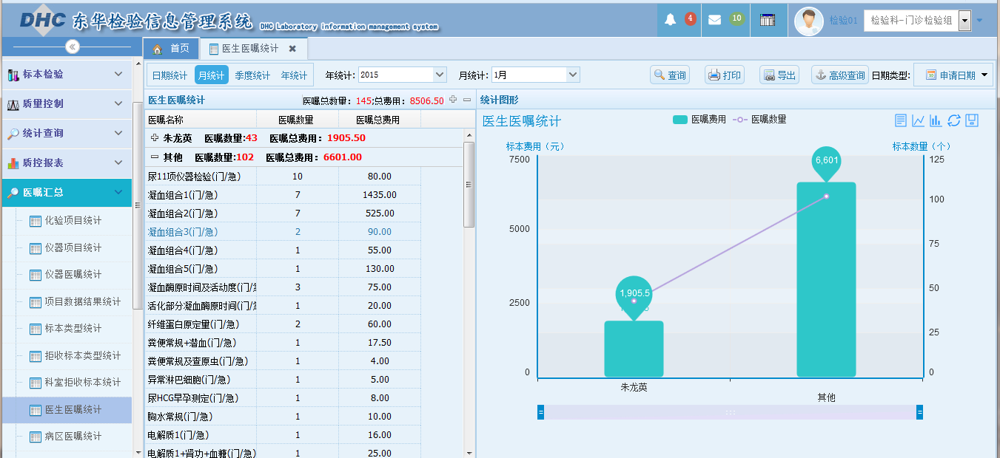 DHC 东华检验信息管理系统 DHC Laboratory information management system
4 10 检验01 检验科-门诊检验组
首页 医生医嘱统计
标本检验
质量控制
统计查询
质控报表
医嘱汇总
化验项目统计
仪器项目统计
仪器医嘱统计
项目数据结果统计
标本类型统计
拒收标本类型统计
科室拒收标本统计
医生医嘱统计
病区医嘱统计
日期统计 月统计 季度统计 年统计 年统计: 2015 月统计: 1月 查询 打印 导出 高级查询 日期类型: 申请日期
医生医嘱统计 医嘱总数量: 145;总费用: 8506.50
医嘱名称 医嘱数量 医嘱总费用
朱龙英 医嘱数量:43 医嘱总费用: 1905.50
其他 医嘱数量:102 医嘱总费用: 6601.00
尿11项仪器检验(门/急) 10 80.00
凝血组合1(门/急) 7 1435.00
凝血组合2(门/急) 7 525.00
凝血组合3(门/急) 2 90.00
凝血组合4(门/急) 1 55.00
凝血组合5(门/急) 1 130.00
凝血酶原时间及活动度(门/急 3 75.00
活化部分凝血酶原时间(门/急 1 20.00
纤维蛋白原定量(门/急) 2 60.00
粪便常规+潜血(门/急) 1 17.50
粪便常规及查原虫(门/急) 1 4.00
异常淋巴细胞(门/急) 1 5.00
尿HCG早孕测定(门/急) 1 8.00
胸水常规(门/急) 1 10.00
电解质1(门/急) 1 16.00
电解质1+肾功+血糖(门/急) 1 25.00
统计图形
医生医嘱统计 医嘱费用 医嘱数量
标本费用（元） 标本数量（个）
7500 125
6,601
100
5000
75
50
1,905.5
2500
25
0 0
朱龙英
其他